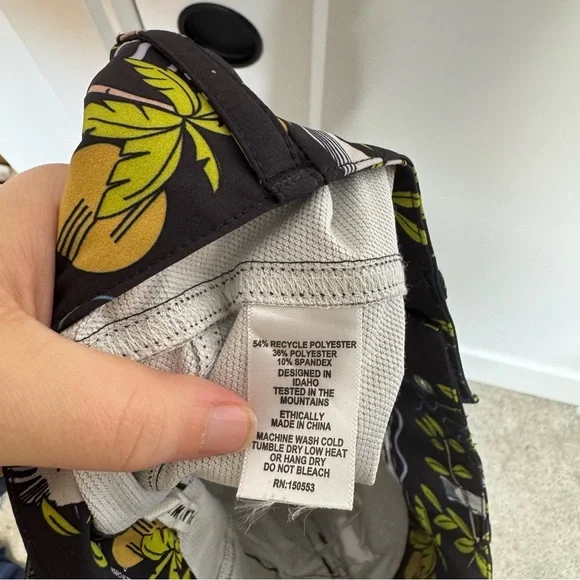 54% RECYCLE POLYESTER
36% POLYESTER
10% SPANDEX
DESIGNED IN
IDAHO
TESTED IN THE
MOUNTAINS
ETHICALLY
MADE IN CHINA
MACHINE WASH COLD
TUMBLE DRY LOW HEAT
OR HANG DRY
DO NOT BLEACH
RN:150553